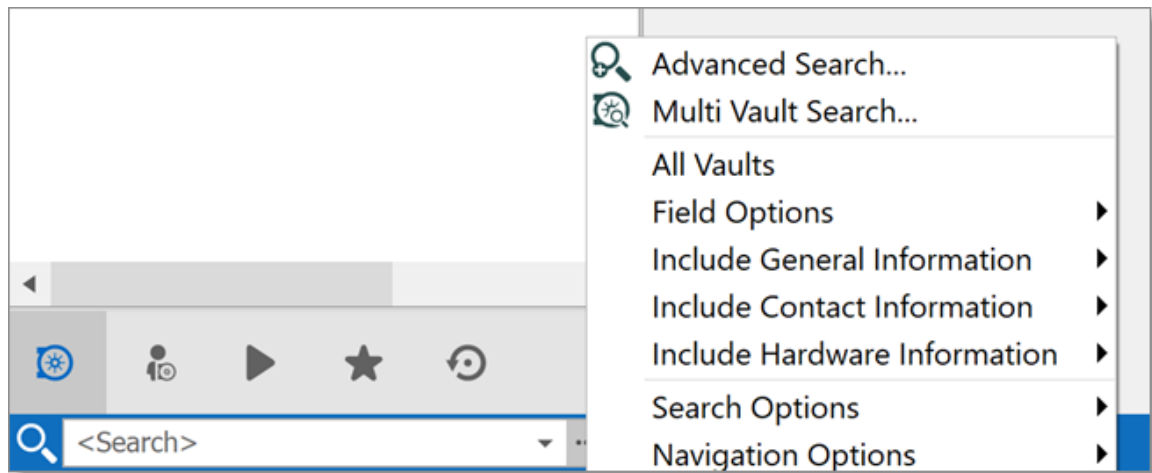 Advanced Search...
Multi Vault Search...
All Vaults
Field Options
Include General Information
Include Contact Information
Include Hardware Information
Search Options
<Search>
Navigation Options